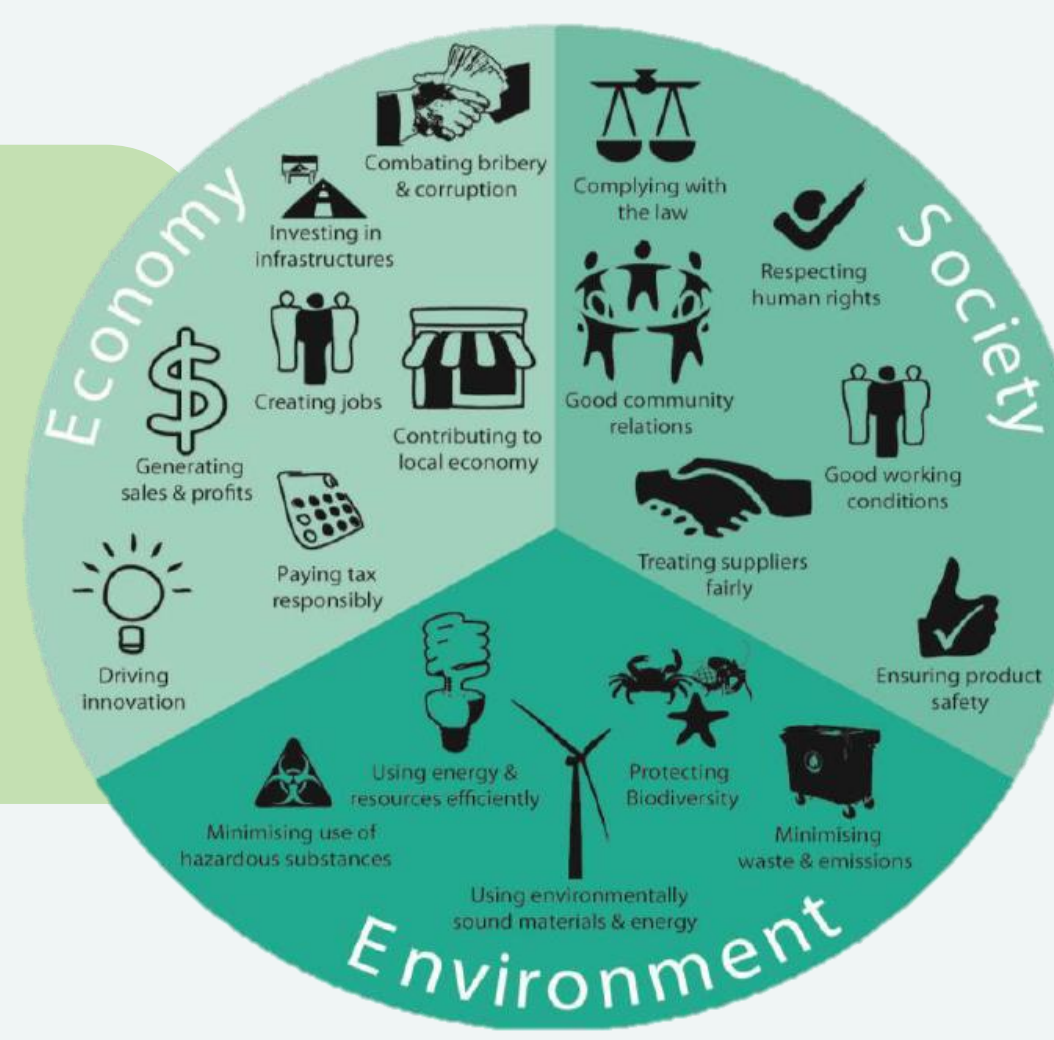 Economy
Combating bribery
& corruption
Investing in
infrastructures
Creating jobs
Contributing to
local economy
Generating
sales & profits
Paying tax
responsibly
Driving
innovation
Society
Complying with
the law
Respecting
human rights
Good community
relations
Good working
conditions
Treating suppliers
fairly
Ensuring product
safety
Using energy &
resources efficiently
Protecting
Biodiversity
Minimising use of
hazardous substances
Minimising
waste & emissions
Using environmentally
sound materials & energy
Environment